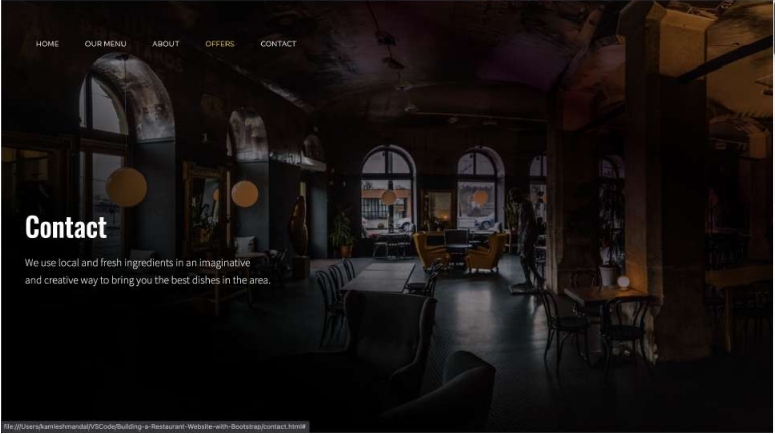 HOME OUR MENU ABOUT OFFERS CONTACT
Contact
We use local and fresh ingredients in an imaginative
and creative way to bring you the best dishes in the area.
file:///Users/kamleshmandal/VSCode/Building-a-Restaurant-Website-with-Bootstrap/contact.html#